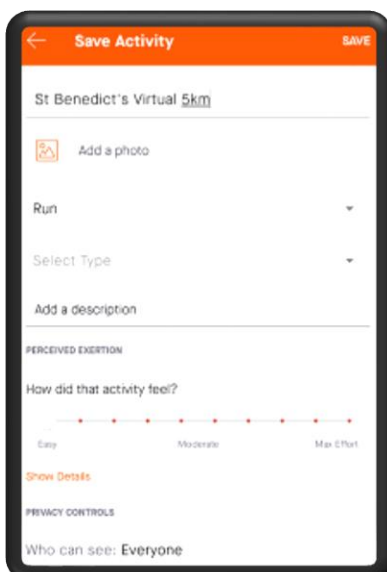 Save Activity SAVE
St Benedict's Virtual 5km
Add a photo
Run
Select Type
Add a description
PERCEIVED EXERTION
How did that activity feel?
Easy Moderate Max Effort
Show Details
PRIVACY CONTROLS
Who can see: Everyone